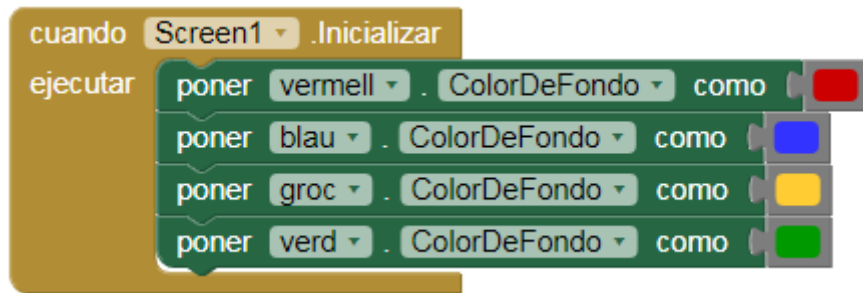 cuando Screen1 .Inicializar
ejecutar poner vermell . ColorDeFondo como
poner blau . ColorDeFondo como
poner groc . ColorDeFondo como
poner verd . ColorDeFondo como